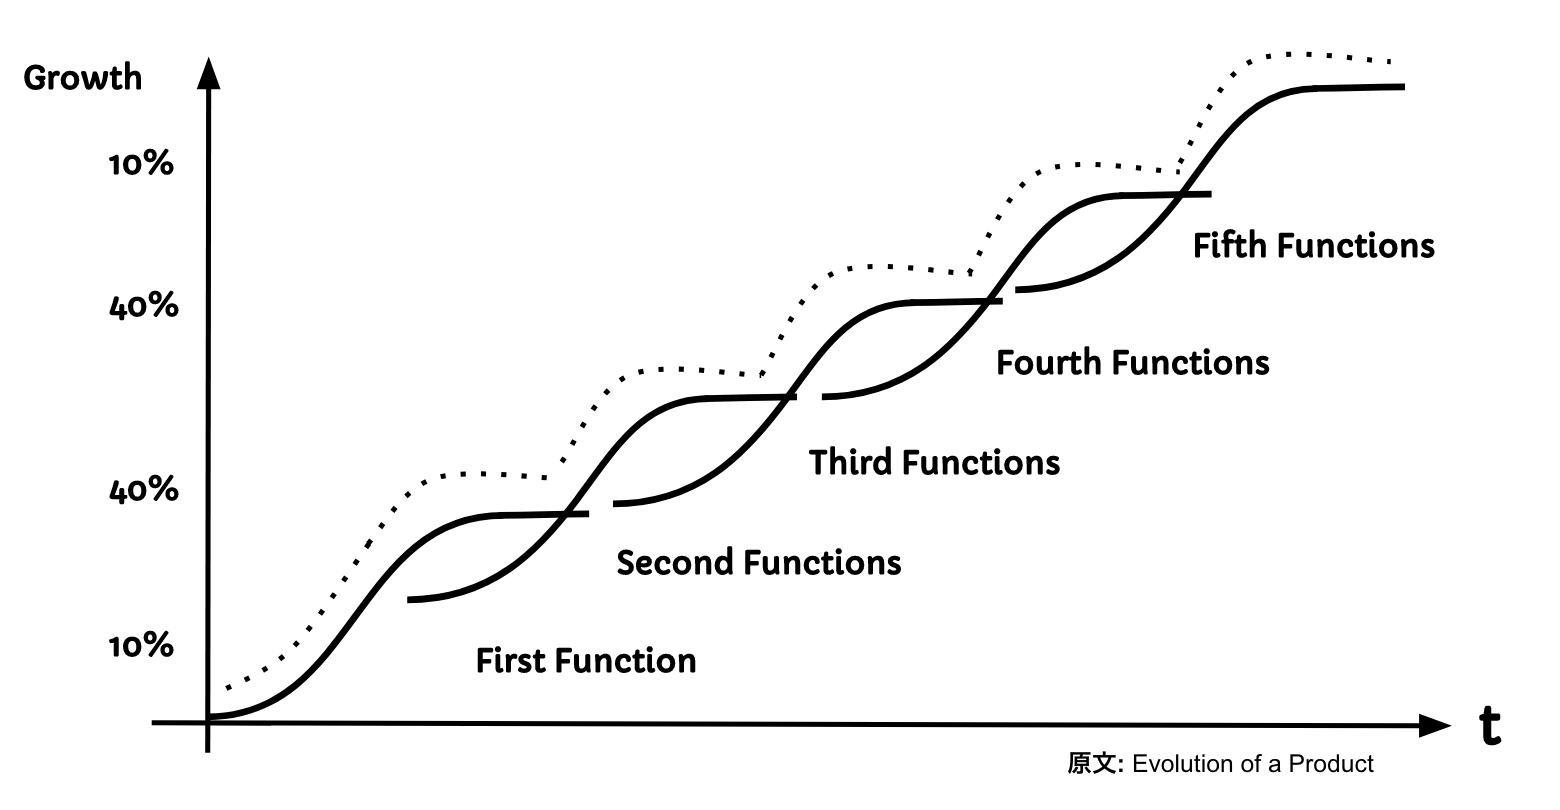 Growth
10%
40%
40%
10%
Fifth Functions
Fourth Functions
Third Functions
Second Functions
First Function
t
原文: Evolution of a Product